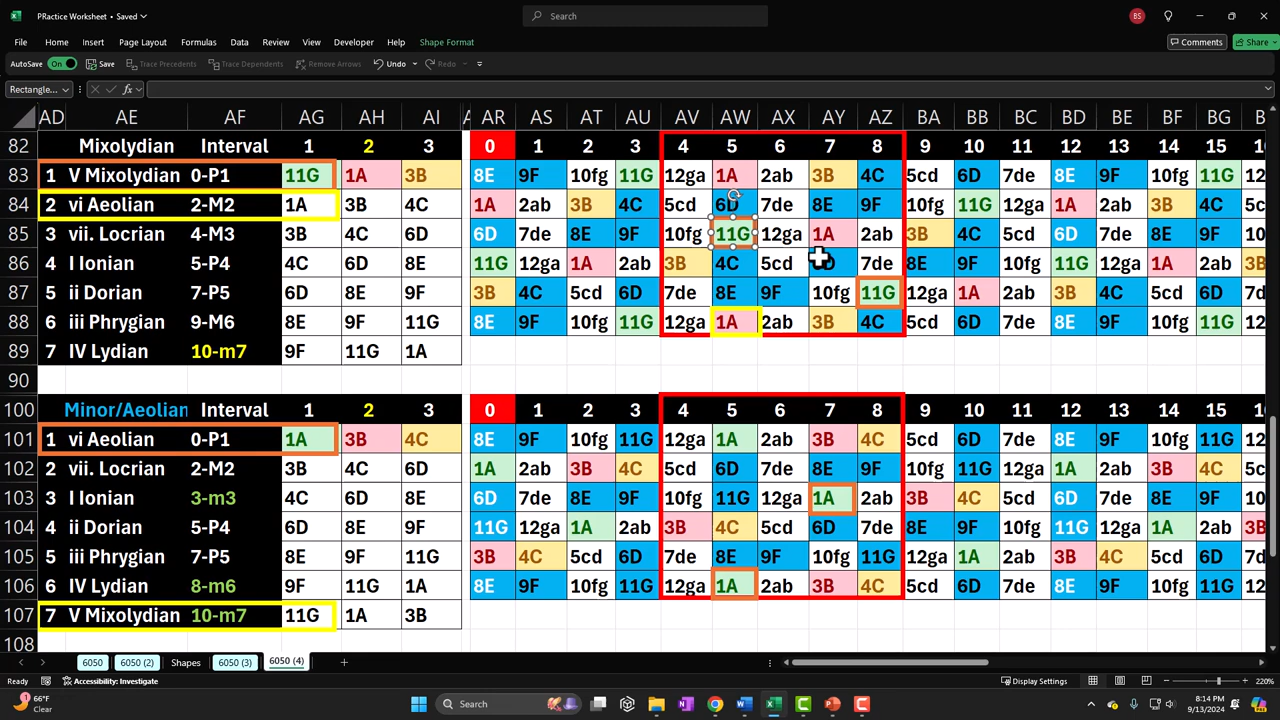 PRactice Worksheet • Saved
Search
BS
File Home Insert Page Layout Formulas Data Review View Developer Help Shape Format
Comments Share
AutoSave On Save Trace Precedents Trace Dependents Remove Arrows Undo Redo
Rectangle... fx
AD AE AF AG AH AI AR AS AT AU AV AW AX AY AZ BA BB BC BD BE BF BG
82 Mixolydian Interval 1 2 3 0 1 2 3 4 5 6 7 8 9 10 11 12 13 14 15
83 1 V Mixolydian 0-P1 11G 1A 3B 8E 9F 10fg 11G 12ga 1A 2ab 3B 4C 5cd 6D 7de 8E 9F 10fg 11G
84 2 vi Aeolian 2-M2 1A 3B 4C 1A 2ab 3B 4C 5cd 6D 7de 8E 9F 10fg 11G 12ga 1A 2ab 3B 4C
85 3 vii. Locrian 4-M3 3B 4C 6D 6D 7de 8E 9F 10fg 11G 12ga 1A 2ab 3B 4C 5cd 6D 7de 8E 9F
86 4 I Ionian 5-P4 4C 6D 8E 11G 12ga 1A 2ab 3B 4C 5cd 7de 8E 9F 10fg 11G 12ga 1A 2ab
87 5 ii Dorian 7-P5 6D 8E 9F 3B 4C 5cd 6D 7de 8E 9F 10fg 11G 12ga 1A 2ab 3B 4C 5cd 6D
88 6 iii Phrygian 9-M6 8E 9F 11G 8E 9F 10fg 11G 12ga 1A 2ab 3B 4C 5cd 6D 7de 8E 9F 10fg 11G
89 7 IV Lydian 10-m7 9F 11G 1A
90
100 Minor/Aeolian Interval 1 2 3 0 1 2 3 4 5 6 7 8 9 10 11 12 13 14 15
101 1 vi Aeolian 0-P1 1A 3B 4C 8E 9F 10fg 11G 12ga 1A 2ab 3B 4C 5cd 6D 7de 8E 9F 10fg 11G
102 2 vii. Locrian 2-M2 3B 4C 6D 1A 2ab 3B 4C 5cd 6D 7de 8E 9F 10fg 11G 12ga 1A 2ab 3B 4C
103 3 I Ionian 3-m3 4C 6D 8E 6D 7de 8E 9F 10fg 11G 12ga 1A 2ab 3B 4C 5cd 6D 7de 8E 9F
104 4 ii Dorian 5-P4 6D 8E 9F 11G 12ga 1A 2ab 3B 4C 5cd 6D 7de 8E 9F 10fg 11G 12ga 1A 2ab
105 5 iii Phrygian 7-P5 8E 9F 11G 3B 4C 5cd 6D 7de 8E 9F 10fg 11G 12ga 1A 2ab 3B 4C 5cd 6D
106 6 IV Lydian 8-m6 9F 11G 1A 8E 9F 10fg 11G 12ga 1A 2ab 3B 4C 5cd 6D 7de 8E 9F 10fg 11G
107 7 V Mixolydian 10-m7 11G 1A 3B
108
6050 6050 (2) Shapes 6050 (3) 6050 (4)
Ready Accessibility: Investigate Display Settings 220%
66°F
Clear
Search
8:14 PM
9/13/2024